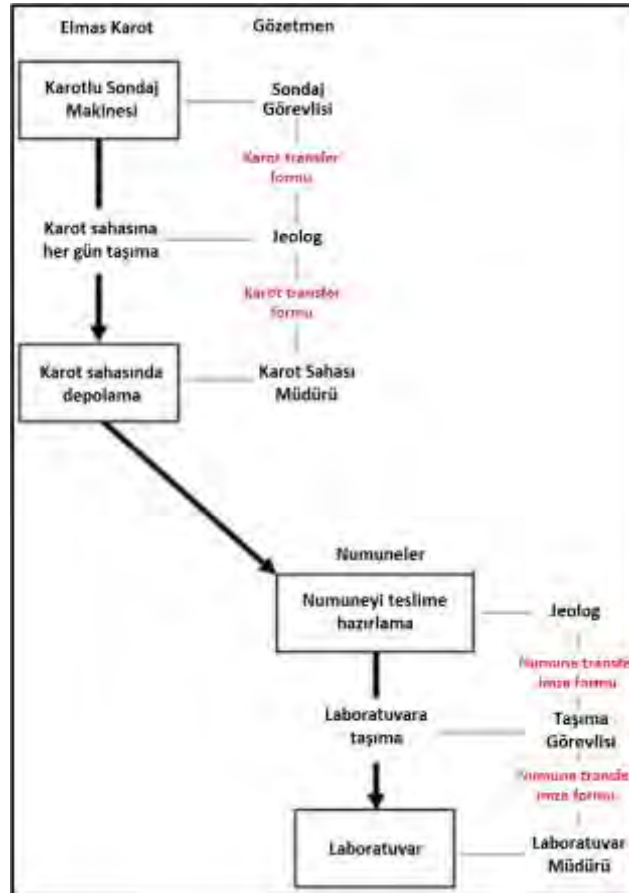 Elmas Karot
Gözetmen
Karotlu Sondaj
Makinesi
Sondaj
Görevlisi
Karot transfer
formu
Karot sahasına
her gün taşıma
Jeolog
Karot transfer
formu
Karot sahasında
depolama
Karot Sahası
Müdürü
Numuneler
Numuneyi teslime
hazırlama
Jeolog
Numune transfe
imza formu
Laboratuvara
taşıma
Taşıma
Görevlisi
Numune transfe
imza formu
Laboratuvar
Laboratuvar
Müdürü